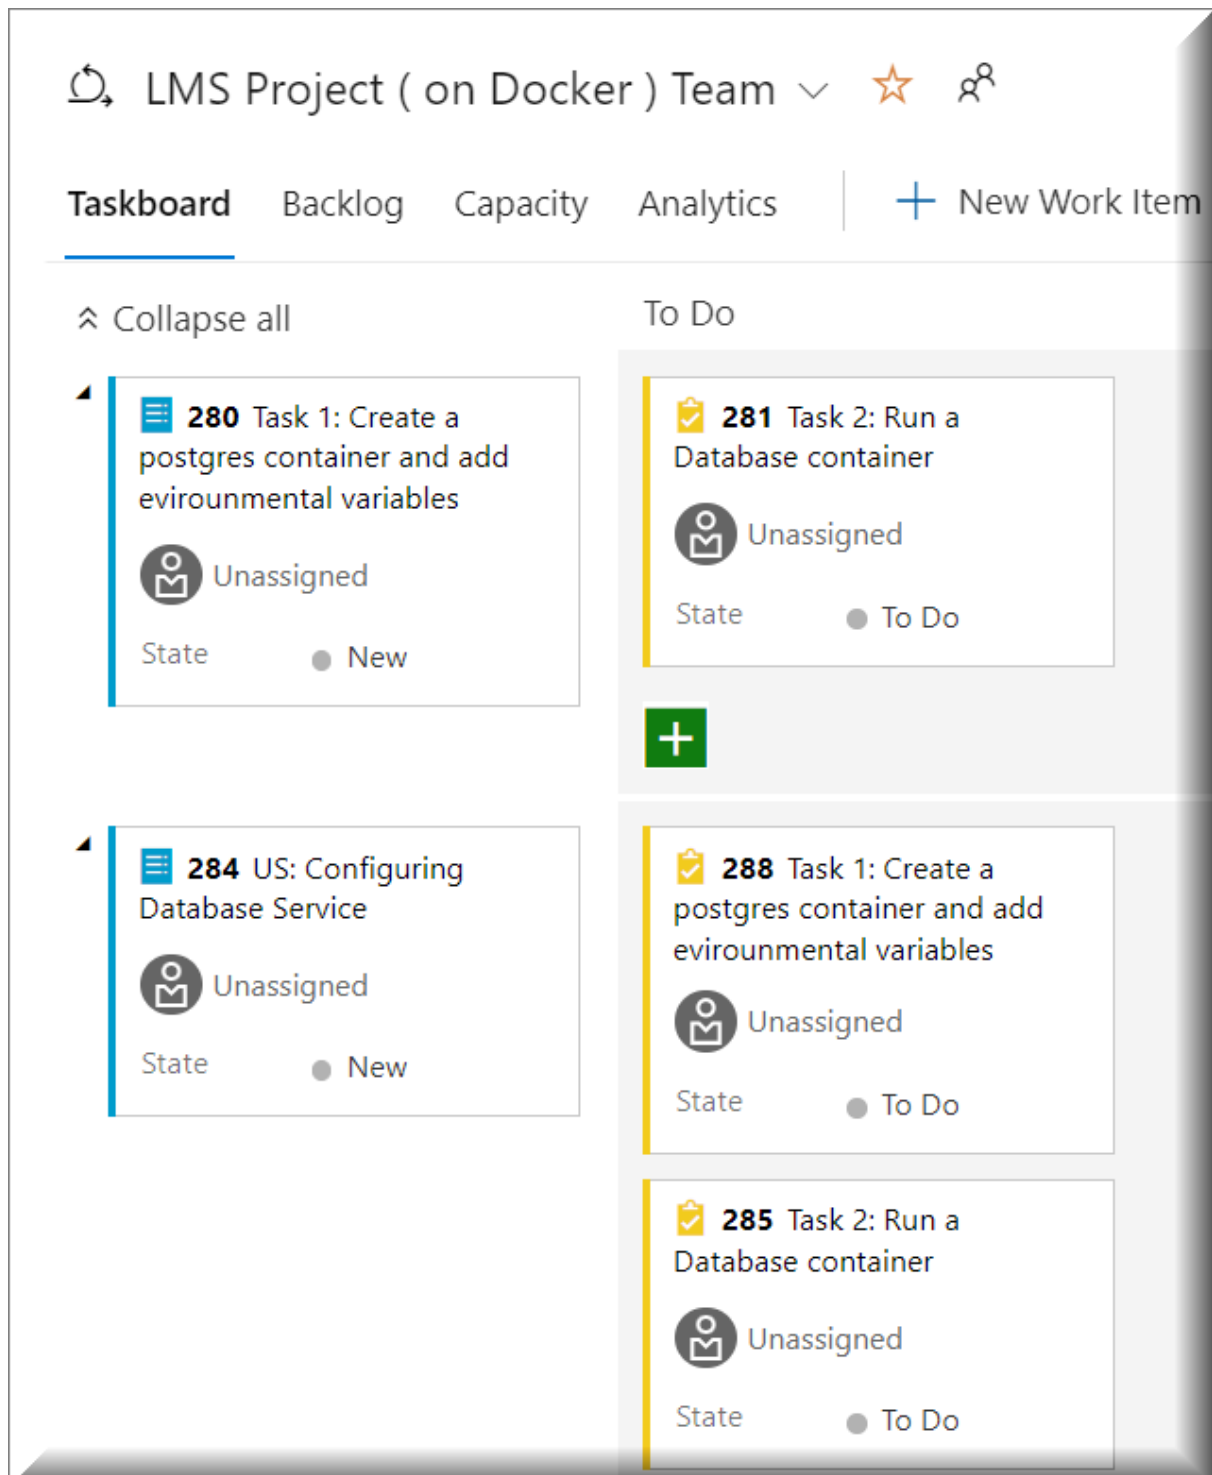 LMS Project ( on Docker ) Team
Taskboard Backlog Capacity Analytics New Work Item
Collapse all
To Do
280 Task 1: Create a
postgres container and add
evirounmental variables
Unassigned
State New
281 Task 2: Run a
Database container
Unassigned
State To Do
284 US: Configuring
Database Service
Unassigned
State New
288 Task 1: Create a
postgres container and add
evirounmental variables
Unassigned
State To Do
285 Task 2: Run a
Database container
Unassigned
State To Do